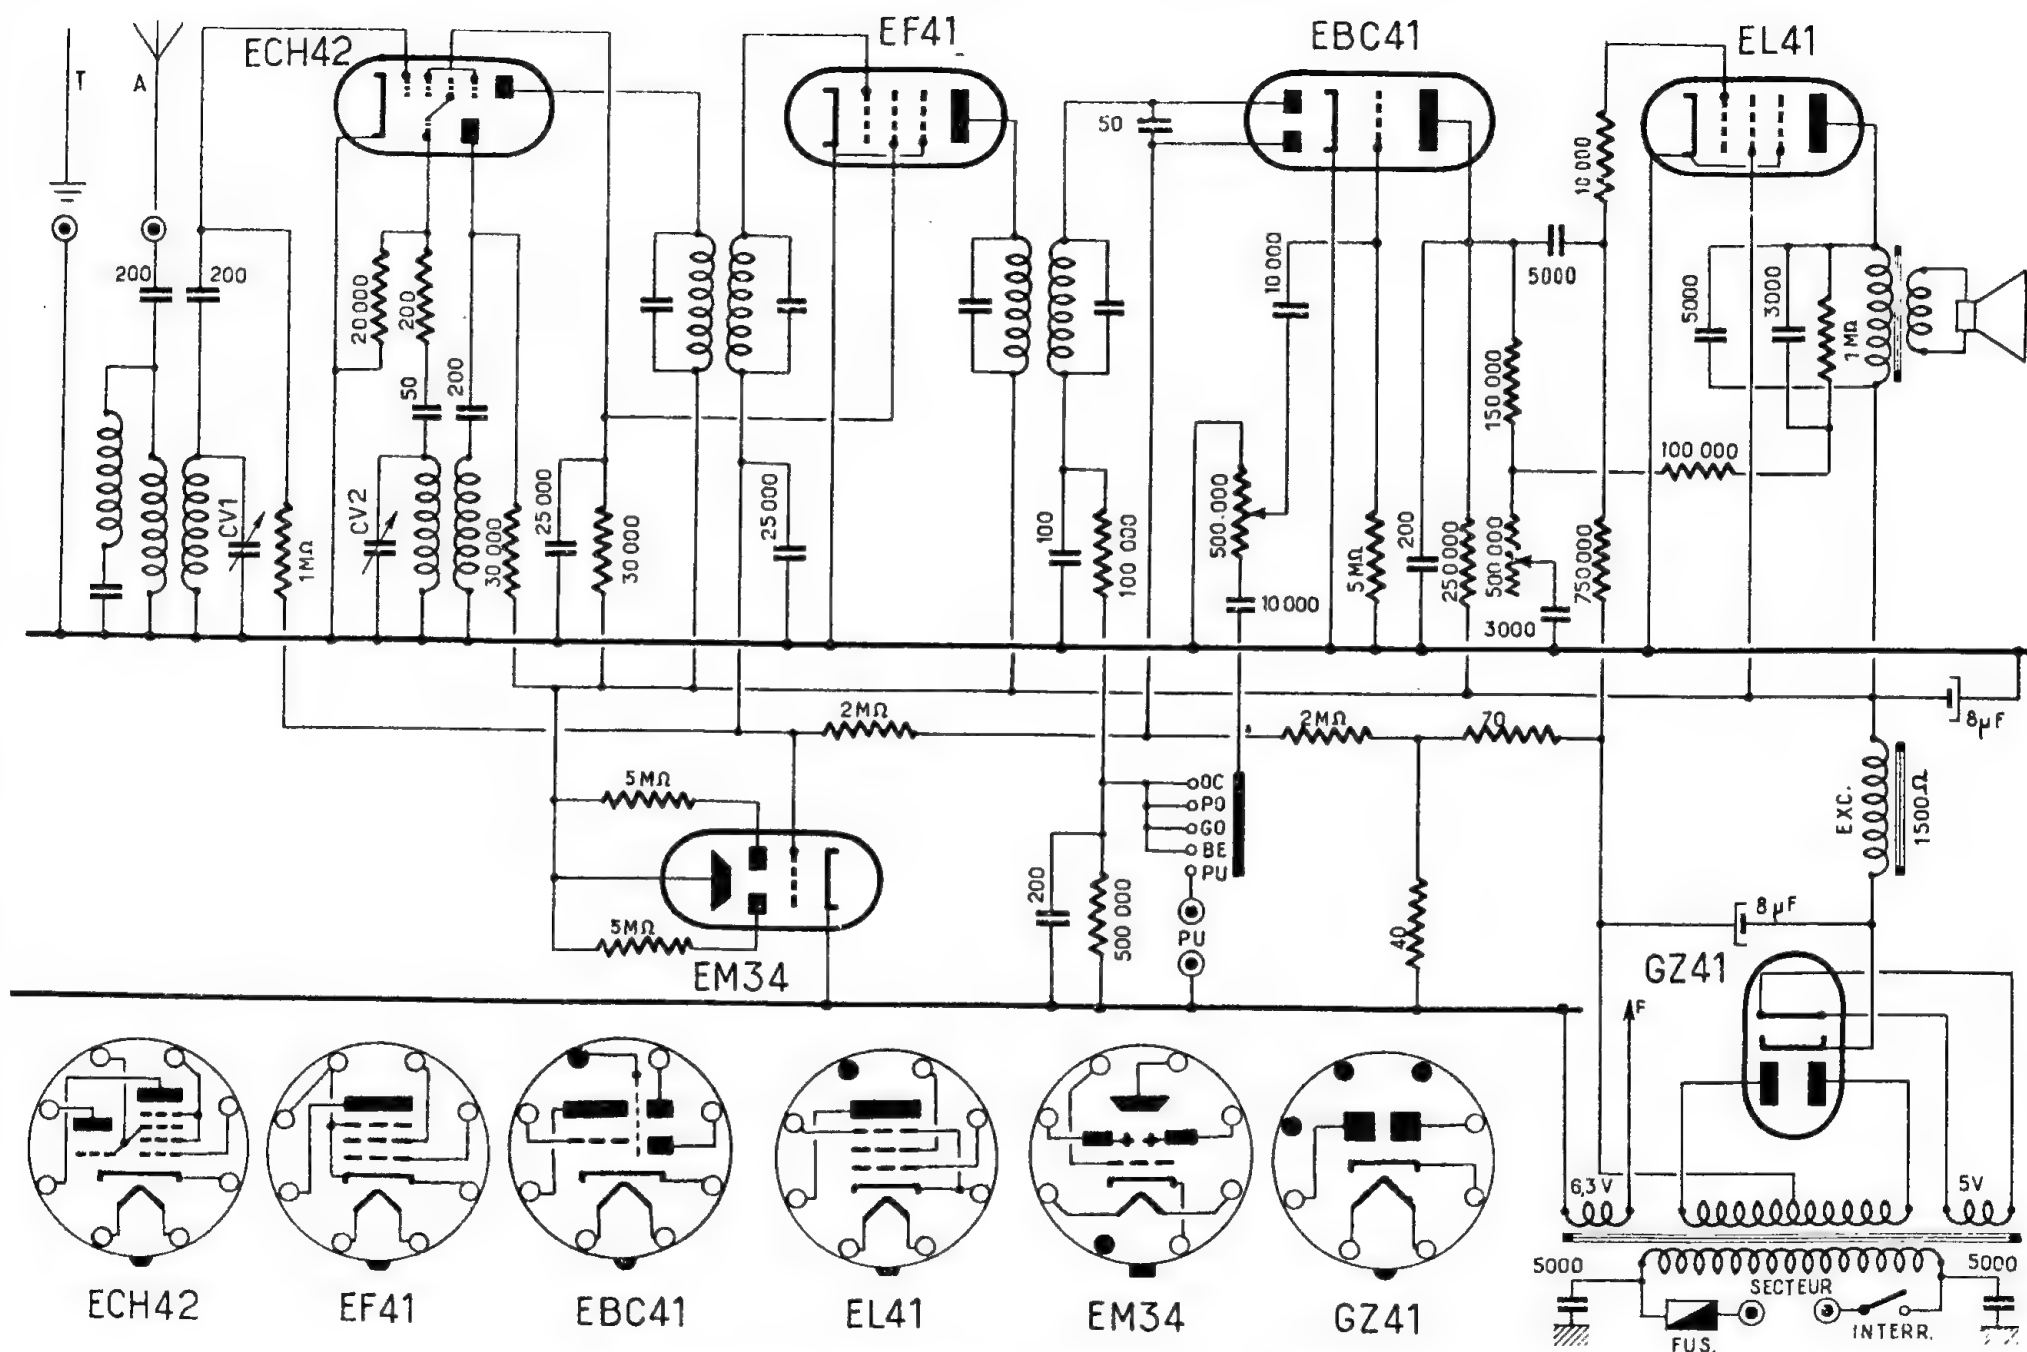 ECH42
EF41
EBC41
EL41
T
A
50
10 000
200
200
20 000
200
10 000
5000
5000
3000
1MΩ
50
200
150 000
100 000
CV1
1MΩ
CV2
30 000
25 000
30 000
25 000
100
100 000
500.000
10 000
5MΩ
200
250 000
500 000
3000
750 000
2MΩ
2MΩ
70
8µF
5MΩ
OC
PO
GO
BE
PU
EXC.
1500Ω
5MΩ
EM34
200
500 000
PU
40
8µF
GZ41
F
6,3 V
5V
5000
SECTEUR
5000
FUS.
INTERR.
ECH42
EF41
EBC41
EL41
EM34
GZ41